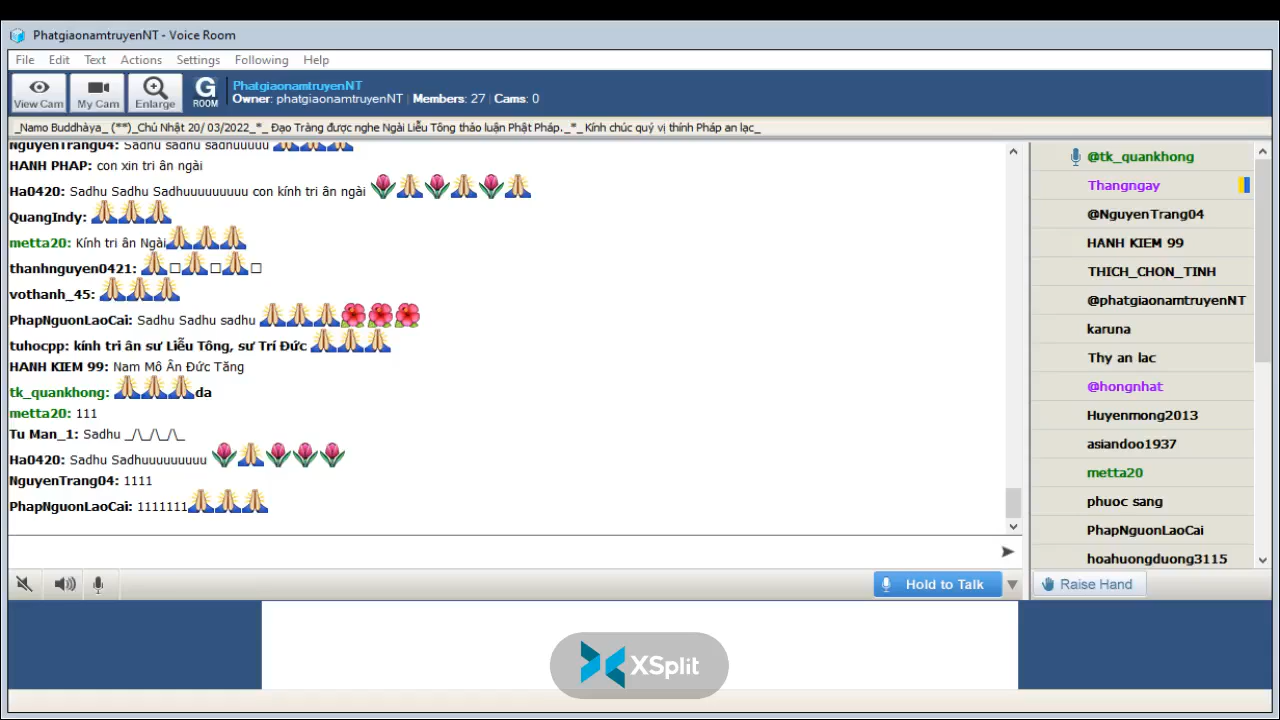 PhatgiaonamtruyenNT - Voice Room
File Edit Text Actions Settings Following Help
View Cam My Cam Enlarge G ROOM
PhatgiaonamtruyenNT
Owner: phatgiaonamtruyenNT | Members: 27 | Cams: 0
_Namo Buddhàya_ (**)_Chủ Nhật 20/ 03/2022_*_ Đạo Tràng được nghe Ngài Liễu Tông thảo luận Phật Pháp._*_ Kính chúc quý vị thính Pháp an lạc_
NguyenTrang04: Sadhu sadhu sadhuuuuu
HANH PHAP: con xin tri ân ngài
Ha0420: Sadhu Sadhu Sadhuuuuuuuuu con kính tri ân ngài
QuangIndy:
metta20: Kính tri ân Ngài
thanhnguyen0421:
vothanh_45:
PhapNguonLaoCai: Sadhu Sadhu sadhu
tuhocpp: kính tri ân sư Liễu Tông, sư Trí Đức
HANH KIEM 99: Nam Mô Ân Đức Tăng
tk_quankhong: da
metta20: 111
Tu Man_1: Sadhu _/\_/\_/\_
Ha0420: Sadhu Sadhuuuuuuuuu
NguyenTrang04: 1111
PhapNguonLaoCai: 1111111
@tk_quankhong
Thangngay
@NguyenTrang04
HANH KIEM 99
THICH_CHON_TINH
@phatgiaonamtruyenNT
karuna
Thy an lac
@hongnhat
Huyenmong2013
asiandoo1937
metta20
phuoc sang
PhapNguonLaoCai
hoahuongduong3115
Hold to Talk
Raise Hand
XSplit